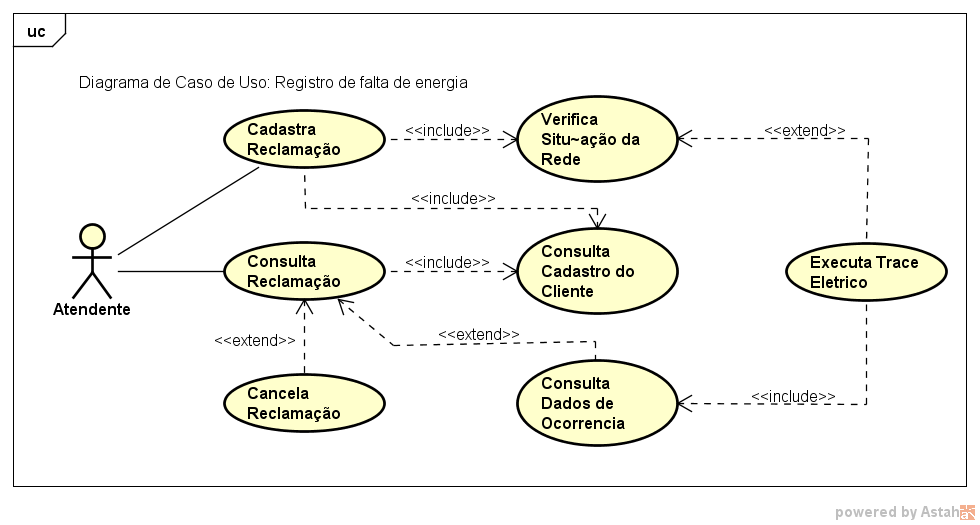 uc
Diagrama de Caso de Uso: Registro de falta de energia
Cadastra
Reclamação
<<include>>
Verifica
Situ~ação da
Rede
<<extend>>
<<include>>
Atendente
Consulta
Reclamação
<<include>>
Consulta
Cadastro do
Cliente
Executa Trace
Eletrico
<<extend>>
<<extend>>
Cancela
Reclamação
Consulta
Dados de
Ocorrencia
<<include>>
powered by Astah